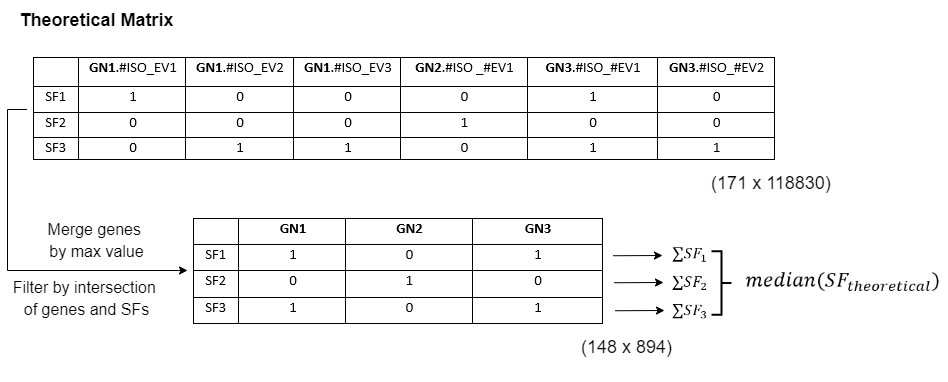 Theoretical Matrix
GN1.#ISO_EV1 GN1.#ISO_EV2 GN1.#ISO_EV3 GN2.#ISO _#EV1 GN3.#ISO_#EV1 GN3.#ISO_#EV2
SF1 1 0 0 0 1 0
SF2 0 0 0 1 0 0
SF3 0 1 1 0 1 1
(171 x 118830)
Merge genes
by max value
Filter by intersection
of genes and SFs
GN1 GN2 GN3
SF1 1 0 1
SF2 0 1 0
SF3 1 0 1
(148 x 894)
∑SF₁
∑SF₂
∑SF₃
median(SF_theoretical)